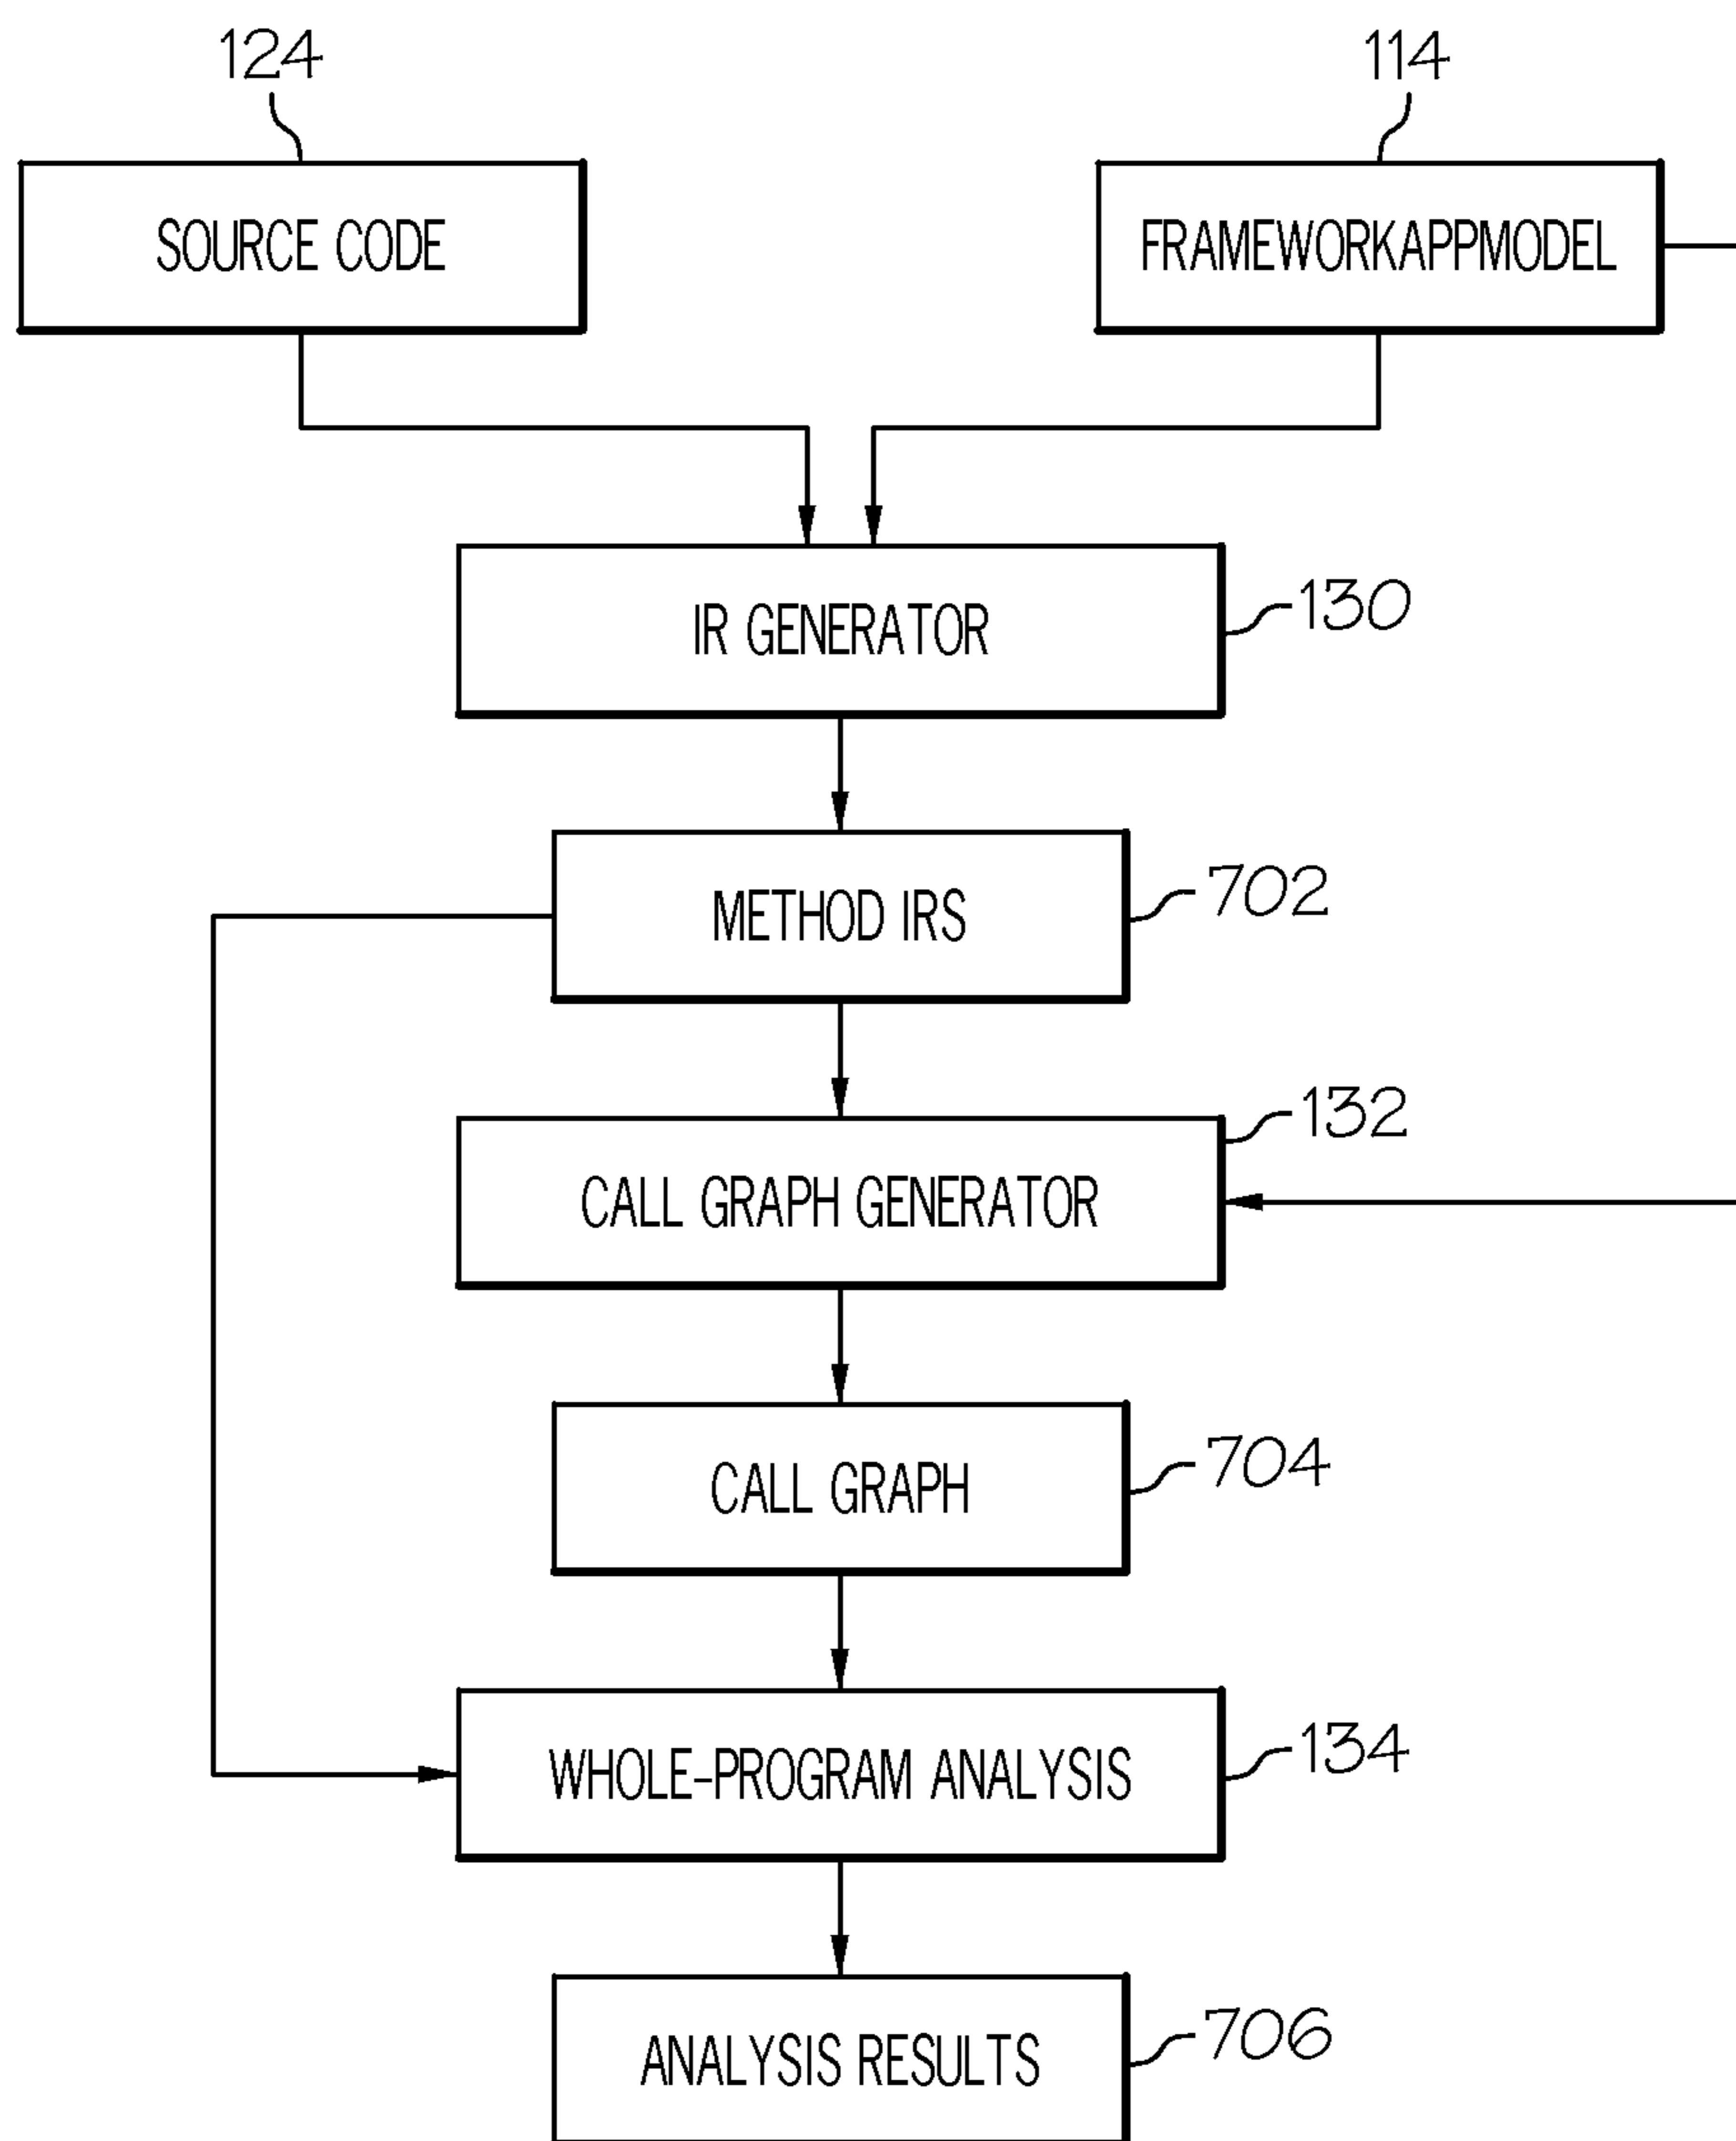 124
114
SOURCE CODE
FRAMEWORKAPPMODEL
IR GENERATOR
130
METHOD IRS
702
CALL GRAPH GENERATOR
132
CALL GRAPH
704
WHOLE-PROGRAM ANALYSIS
134
ANALYSIS RESULTS
706